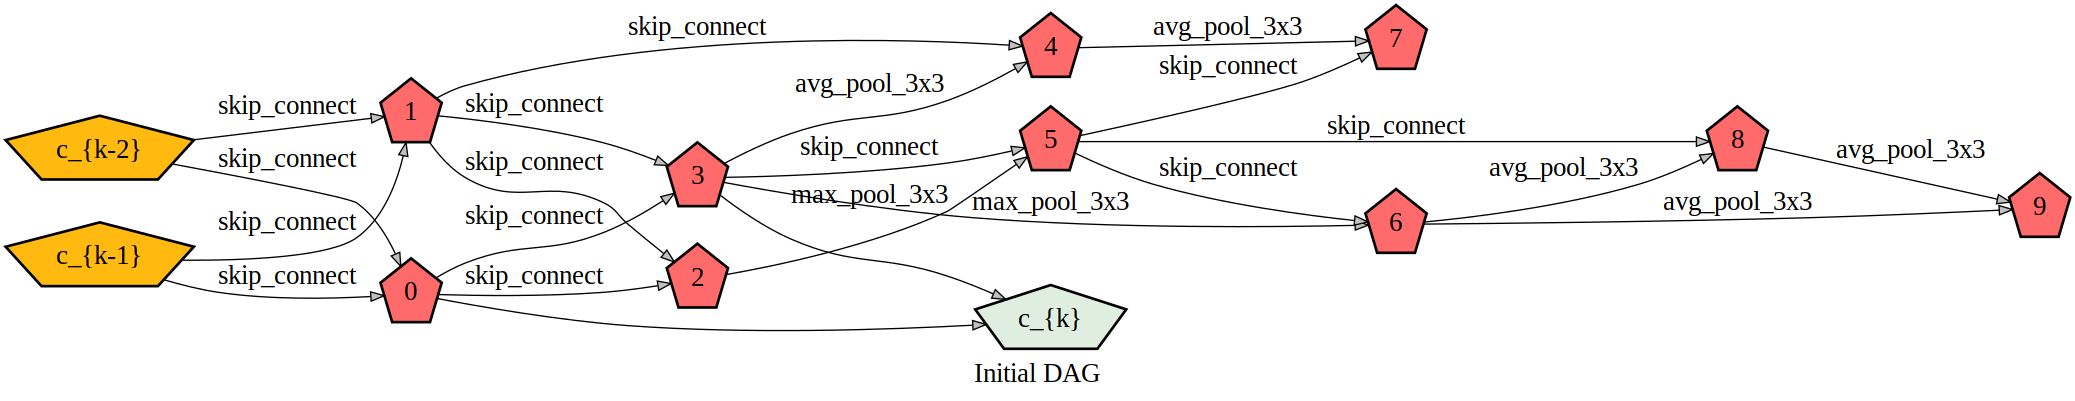 skip_connect
avg_pool_3x3
4
7
skip_connect
avg_pool_3x3
skip_connect
skip_connect
1
skip_connect
skip_connect
5
8
c_{k-2}
skip_connect
skip_connect
skip_connect
avg_pool_3x3
avg_pool_3x3
3
max_pool_3x3
max_pool_3x3
avg_pool_3x3
9
skip_connect
skip_connect
6
c_{k-1}
skip_connect
skip_connect
2
0
c_{k}
Initial DAG